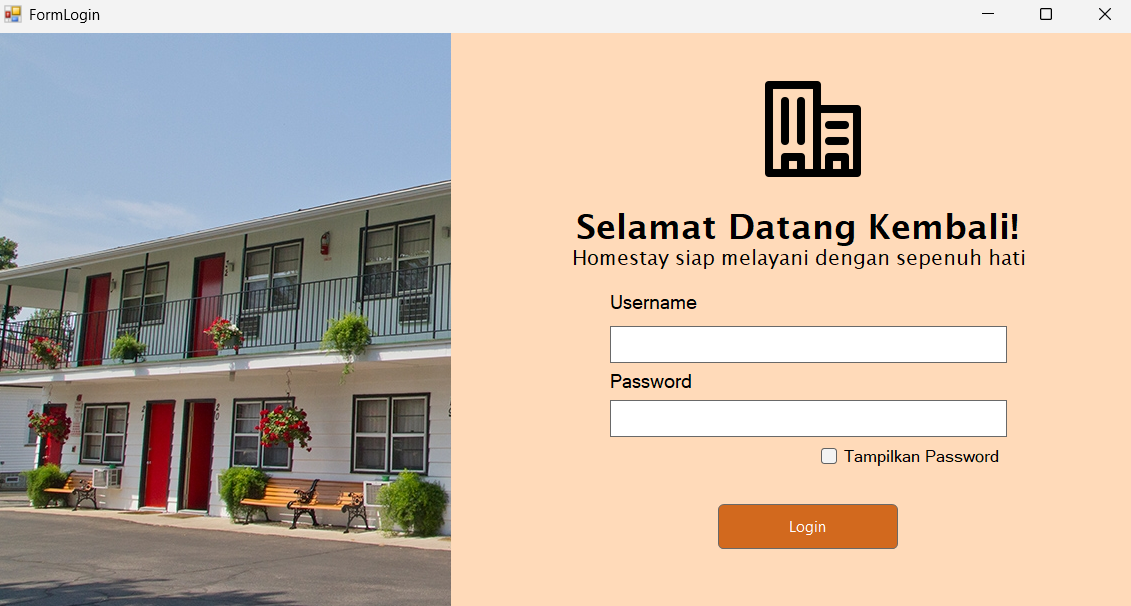 FormLogin
Selamat Datang Kembali!
Homestay siap melayani dengan sepenuh hati
Username
Password
Tampilkan Password
Login